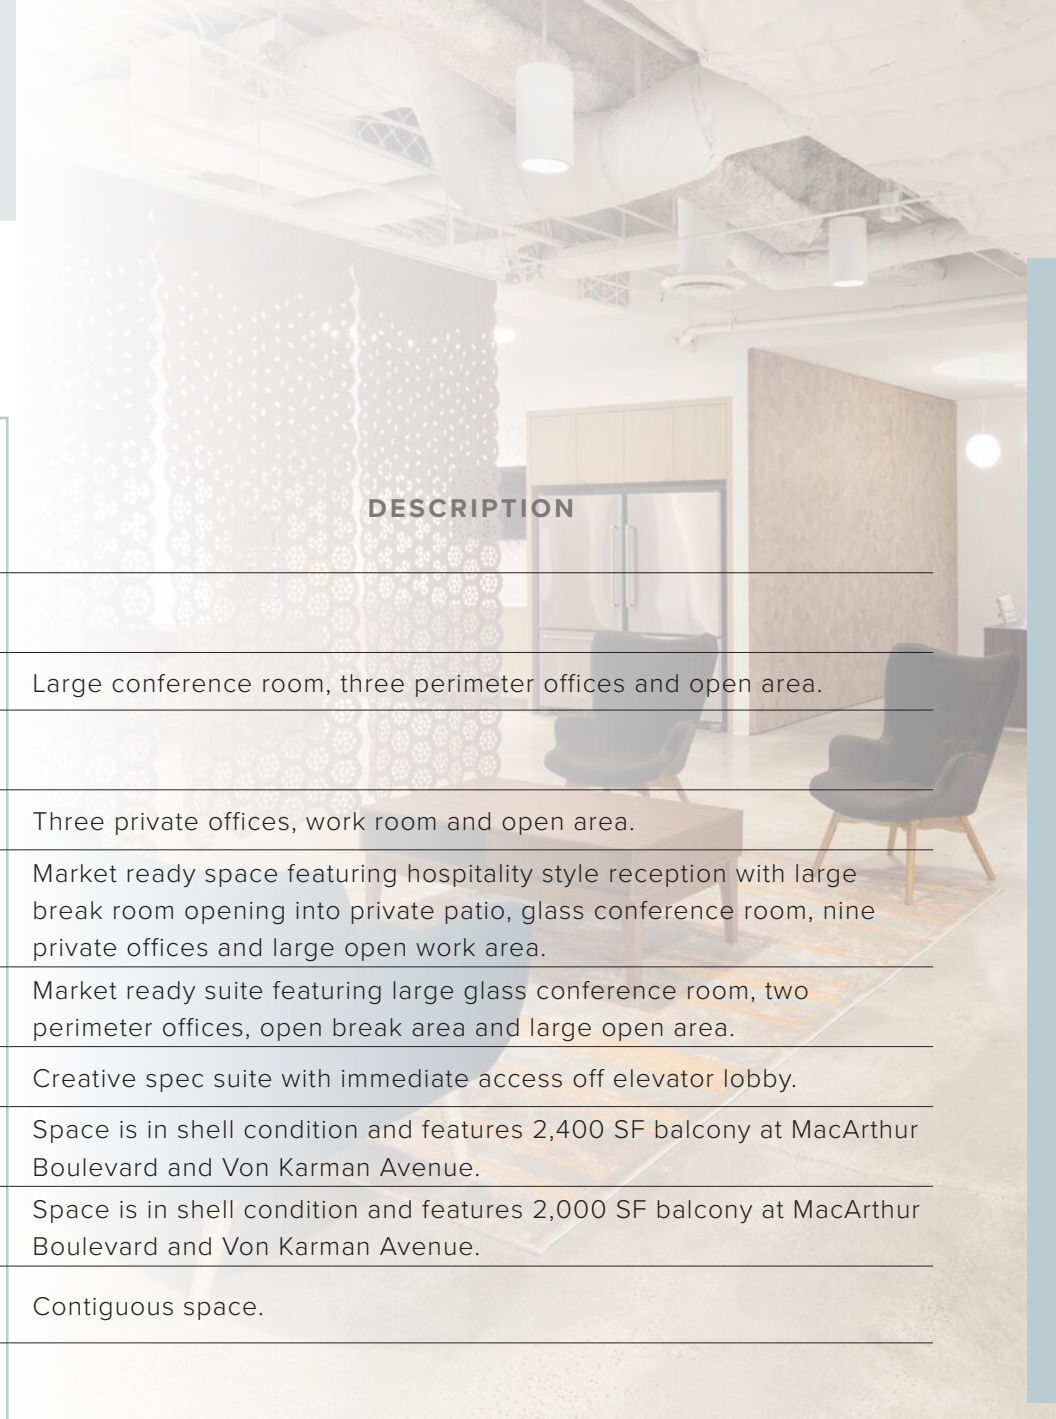 DESCRIPTION
Large conference room, three perimeter offices and open area.
Three private offices, work room and open area.
Market ready space featuring hospitality style reception with large
break room opening into private patio, glass conference room, nine
private offices and large open work area.
Market ready suite featuring large glass conference room, two
perimeter offices, open break area and large open area.
Creative spec suite with immediate access off elevator lobby.
Space is in shell condition and features 2,400 SF balcony at MacArthur
Boulevard and Von Karman Avenue.
Space is in shell condition and features 2,000 SF balcony at MacArthur
Boulevard and Von Karman Avenue.
Contiguous space.